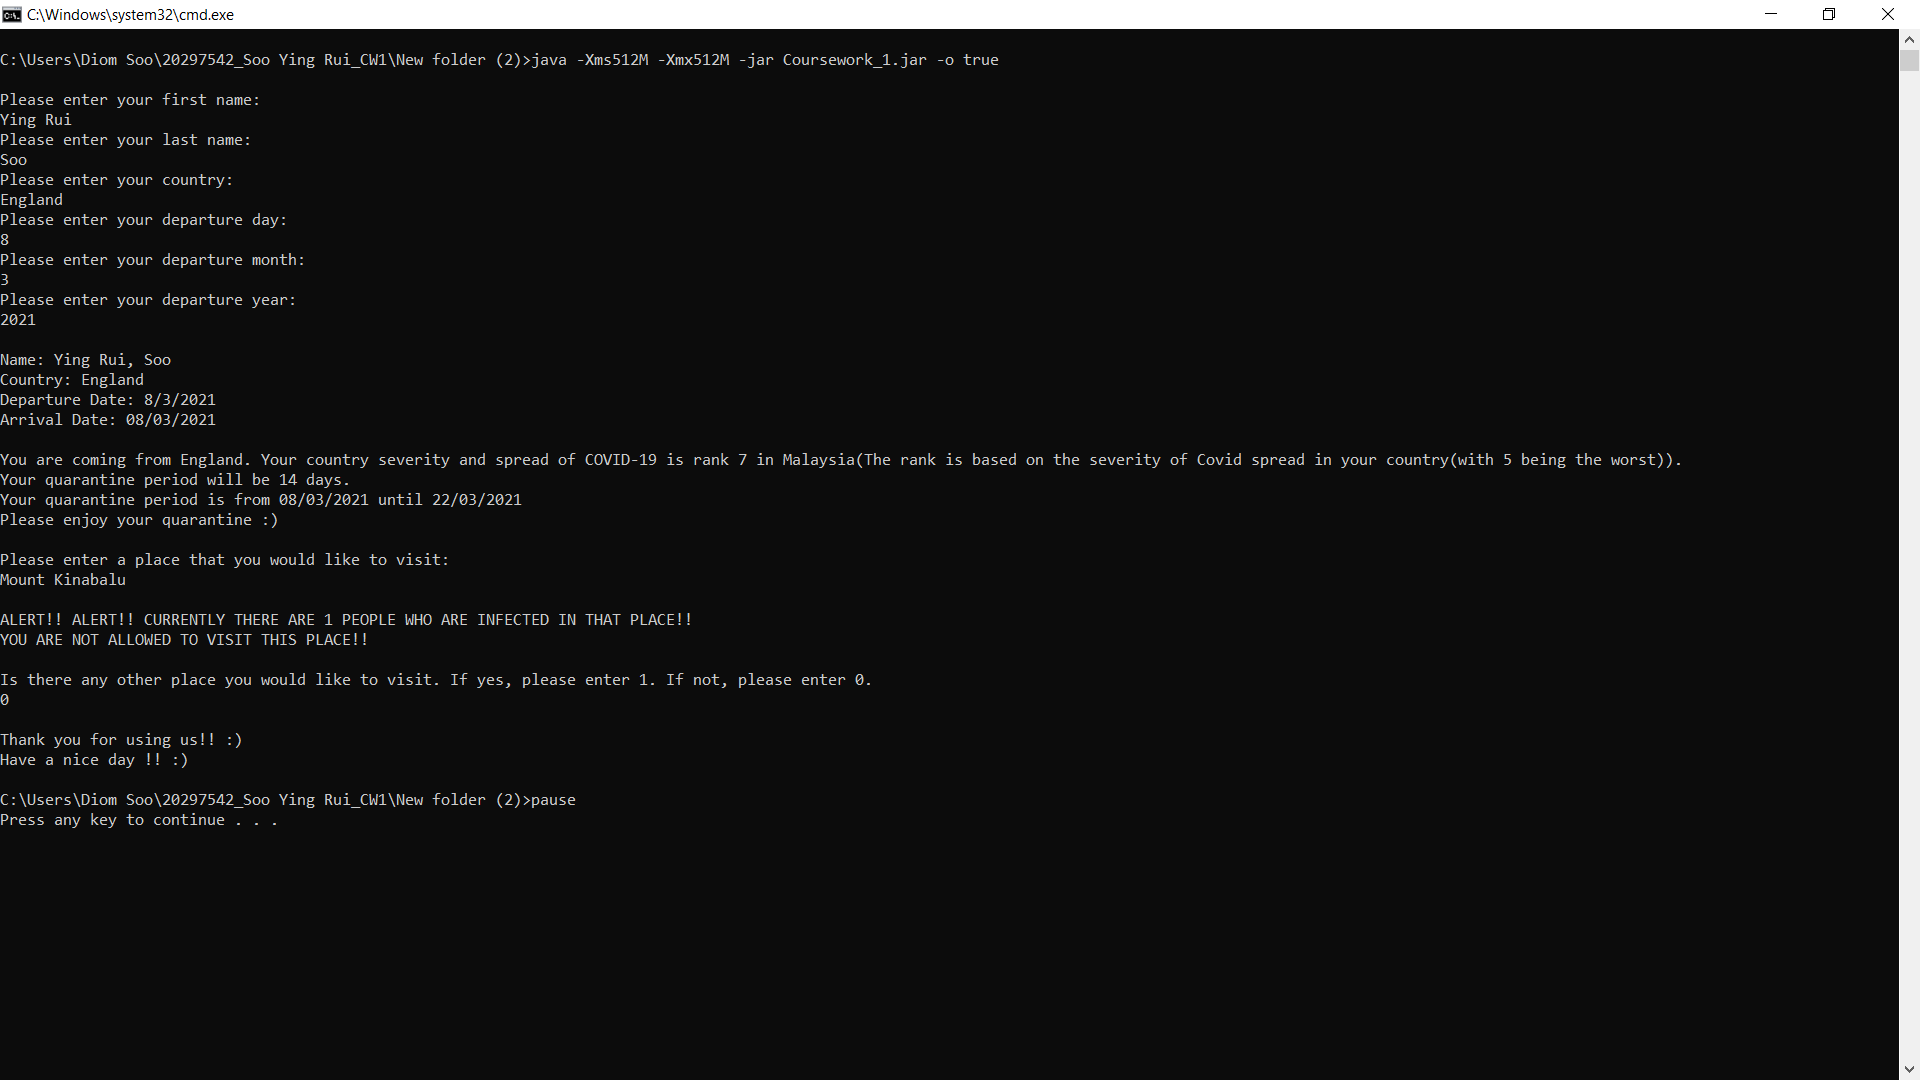 C:\Windows\system32\cmd.exe
C:\Users\Diom Soo\20297542_Soo Ying Rui_CW1\New folder (2)>java -Xms512M -Xmx512M -jar Coursework_1.jar -o true
Please enter your first name:
Ying Rui
Please enter your last name:
Soo
Please enter your country:
England
Please enter your departure day:
8
Please enter your departure month:
3
Please enter your departure year:
2021
Name: Ying Rui, Soo
Country: England
Departure Date: 8/3/2021
Arrival Date: 08/03/2021
You are coming from England. Your country severity and spread of COVID-19 is rank 7 in Malaysia(The rank is based on the severity of Covid spread in your country(with 5 being the worst)).
Your quarantine period will be 14 days.
Your quarantine period is from 08/03/2021 until 22/03/2021
Please enjoy your quarantine :)
Please enter a place that you would like to visit:
Mount Kinabalu
ALERT!! ALERT!! CURRENTLY THERE ARE 1 PEOPLE WHO ARE INFECTED IN THAT PLACE!!
YOU ARE NOT ALLOWED TO VISIT THIS PLACE!!
Is there any other place you would like to visit. If yes, please enter 1. If not, please enter 0.
0
Thank you for using us!! :)
Have a nice day !! :)
C:\Users\Diom Soo\20297542_Soo Ying Rui_CW1\New folder (2)>pause
Press any key to continue . . .